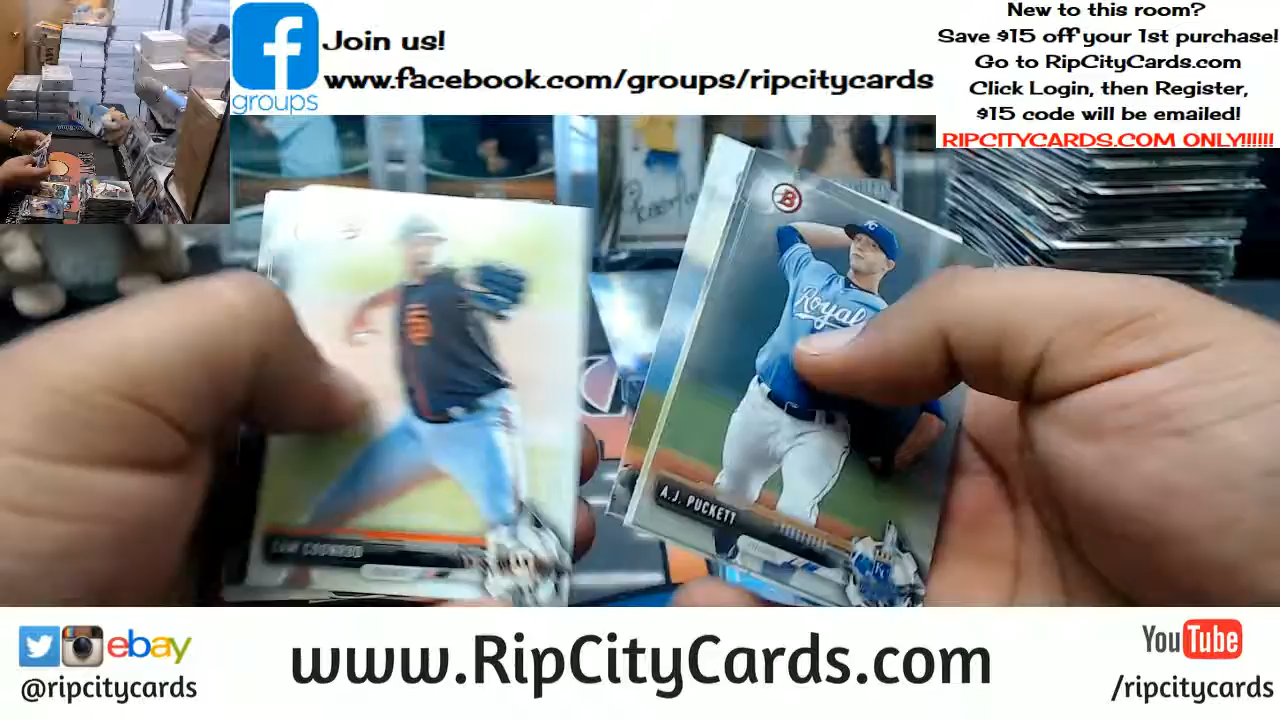 Join us!
www.facebook.com/groups/ripcitycards
groups
New to this room?
Save $15 off your 1st purchase!
Go to RipCityCards.com
Click Login, then Register,
$15 code will be emailed!
RIPCITYCARDS.COM ONLY!!!!!!
B
KC
Royals
A.J. PUCKETT
ebay
@ripcitycards
www.RipCityCards.com
YouTube
/ripcitycards